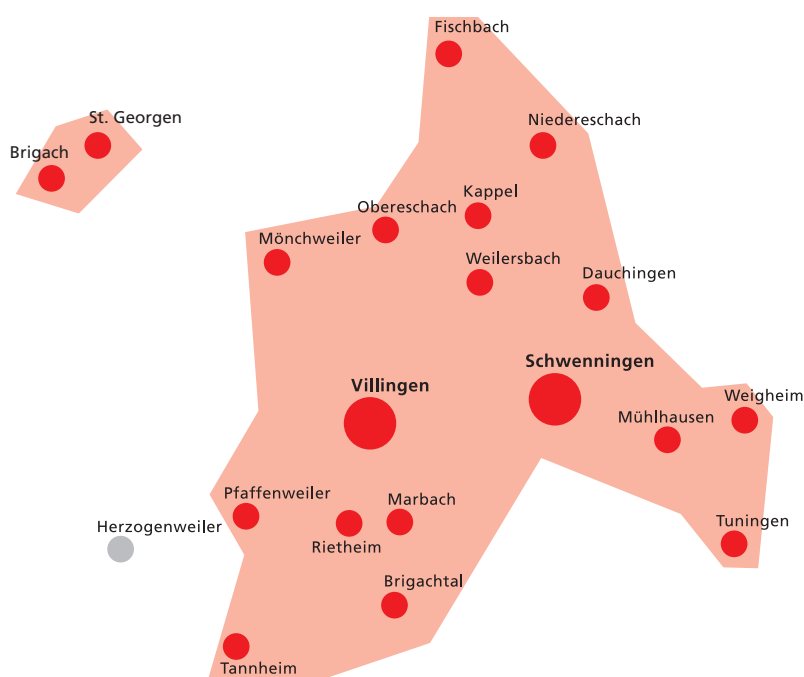 Fischbach
St. Georgen
Niedereschach
Brigach
Kappel
Obereschach
Mönchweiler
Weilersbach
Dauchingen
Schwenningen
Villingen
Weigheim
Mühlhausen
Pfaffenweiler
Marbach
Herzogenweiler
Tuningen
Rietheim
Brigachtal
Tannheim